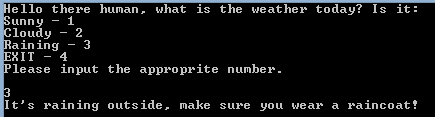 Hello there human, what is the weather today? Is it:
Sunny - 1
Cloudy - 2
Raining - 3
EXIT - 4
Please input the approprite number.
3
It's raining outside, make sure you wear a raincoat!